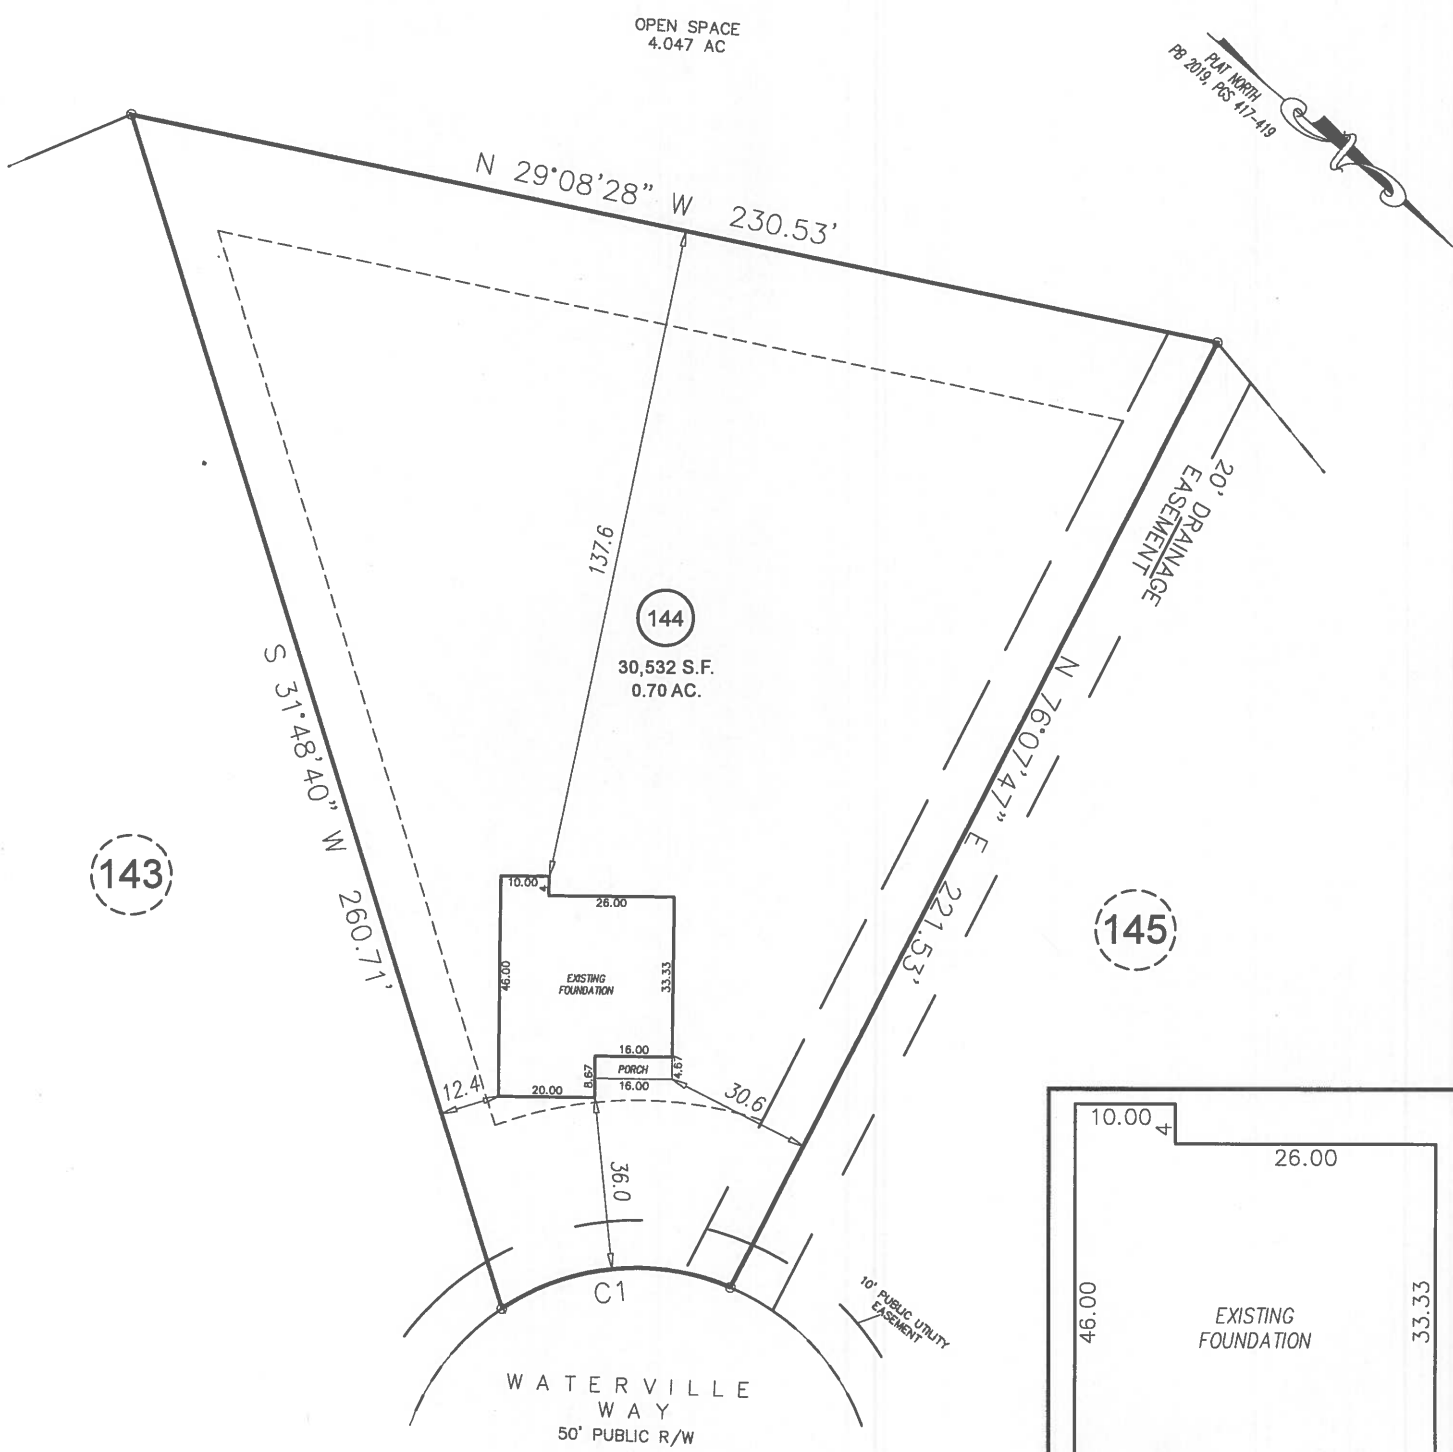 OPEN SPACE
4.047 AC
PLAT NORTH
PB 2019, PGS 417-419
N 29°08'28" W 230.53'
137.6
144
30,532 S.F.
0.70 AC.
20' DRAINAGE
EASEMENT
S 31°48'40" W 260.71'
N 76°07'47" E 221.53'
143
145
10.00
4
26.00
46.00
EXISTING
FOUNDATION
33.33
16.00
8.67
PORCH
4.67
16.00
20.00
12.4
30.6
36.0
C1
10' PUBLIC UTILITY
EASEMENT
WATERVILLE
WAY
50' PUBLIC R/W
10.00
4
26.00
46.00
EXISTING
FOUNDATION
33.33